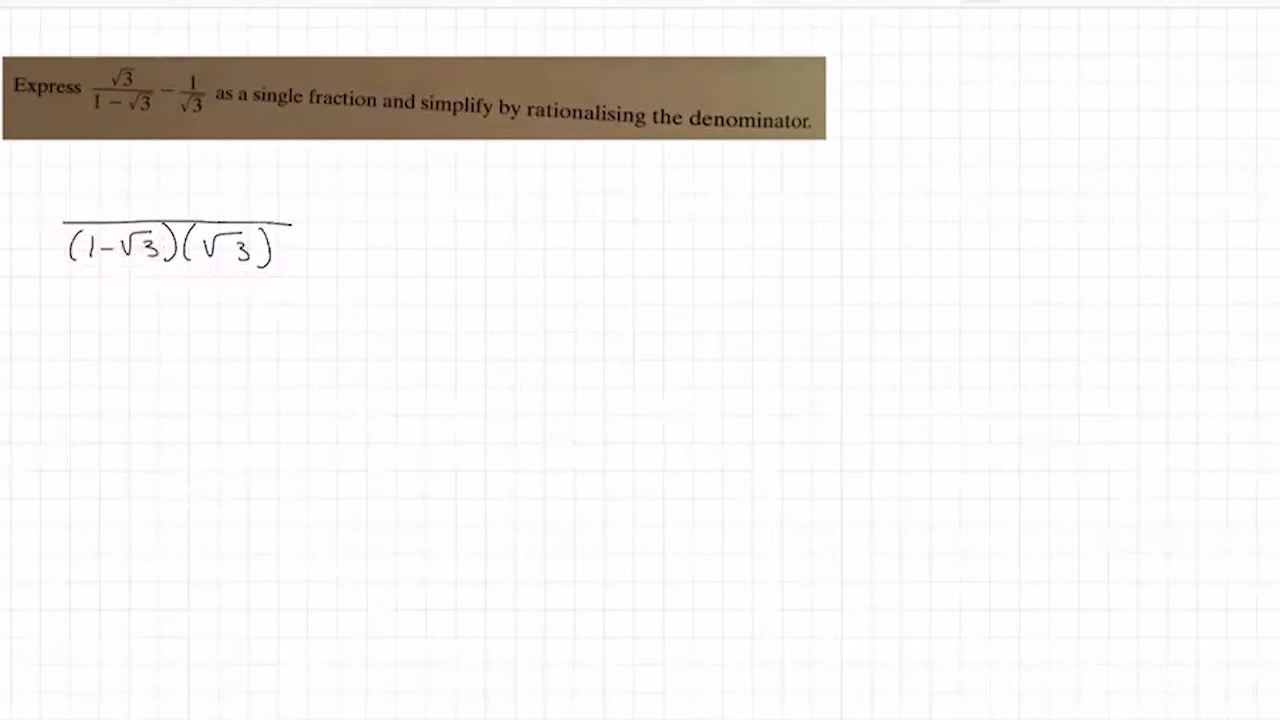 Express √3 / (1 − √3) − 1 / √3 as a single fraction and simplify by rationalising the denominator.
(1−√3)(√3)